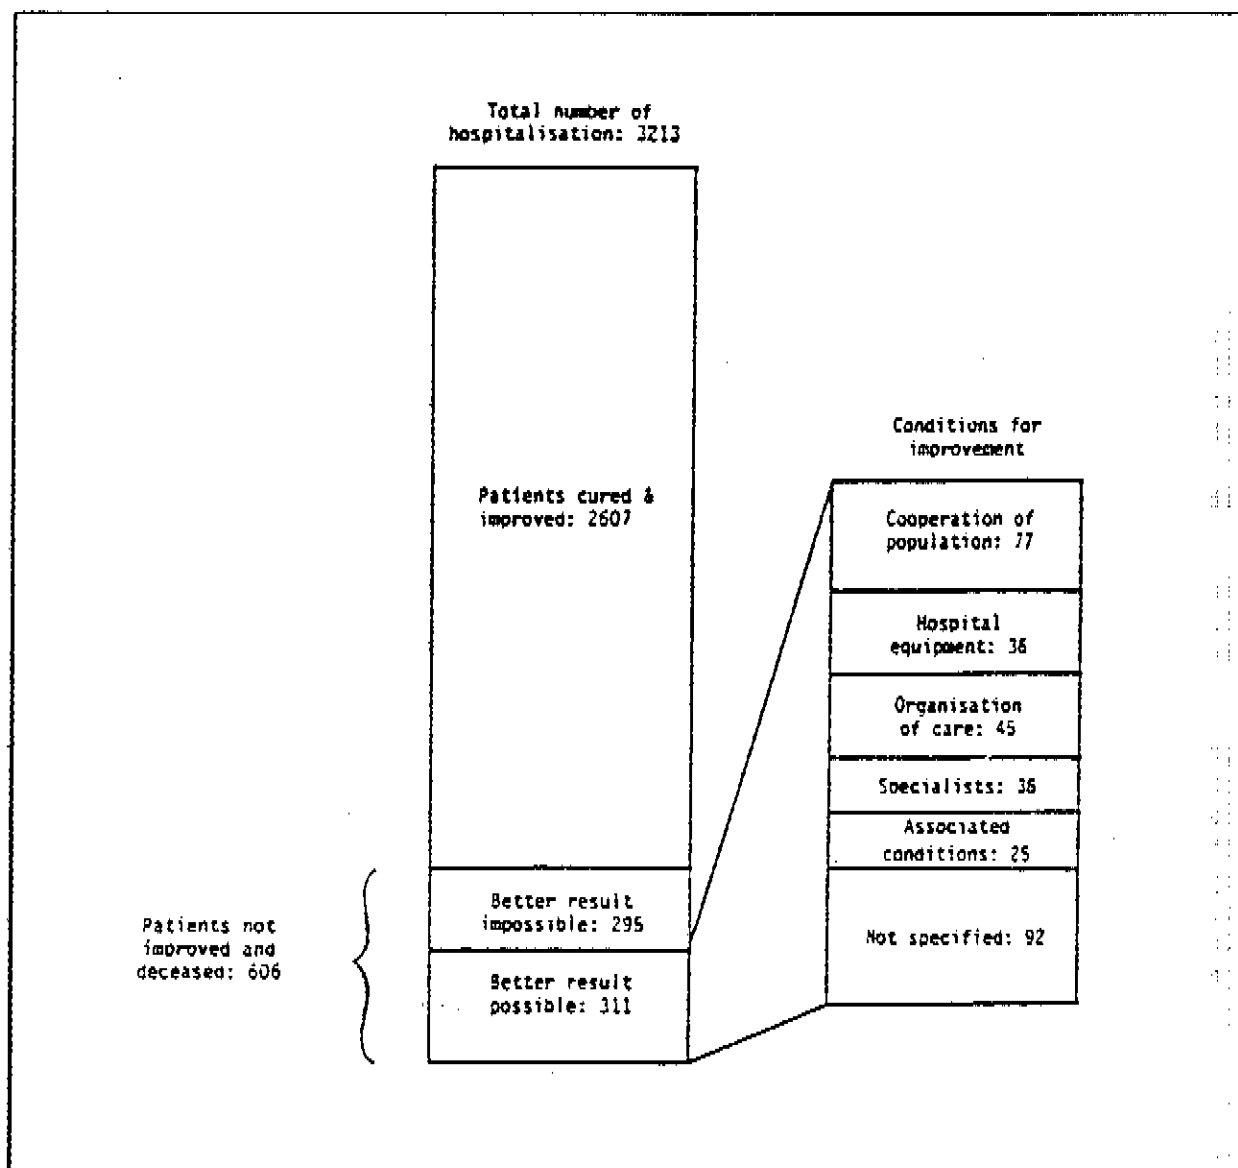 Total number of
hospitalisation: 3213
Patients cured &
improved: 2607
Conditions for
improvement
Cooperation of
population: 77
Hospital
equipment: 36
Organisation
of care: 45
Specialists: 36
Associated
conditions: 25
Not specified: 92
Better result
impossible: 295
Better result
possible: 311
Patients not
improved and
deceased: 606